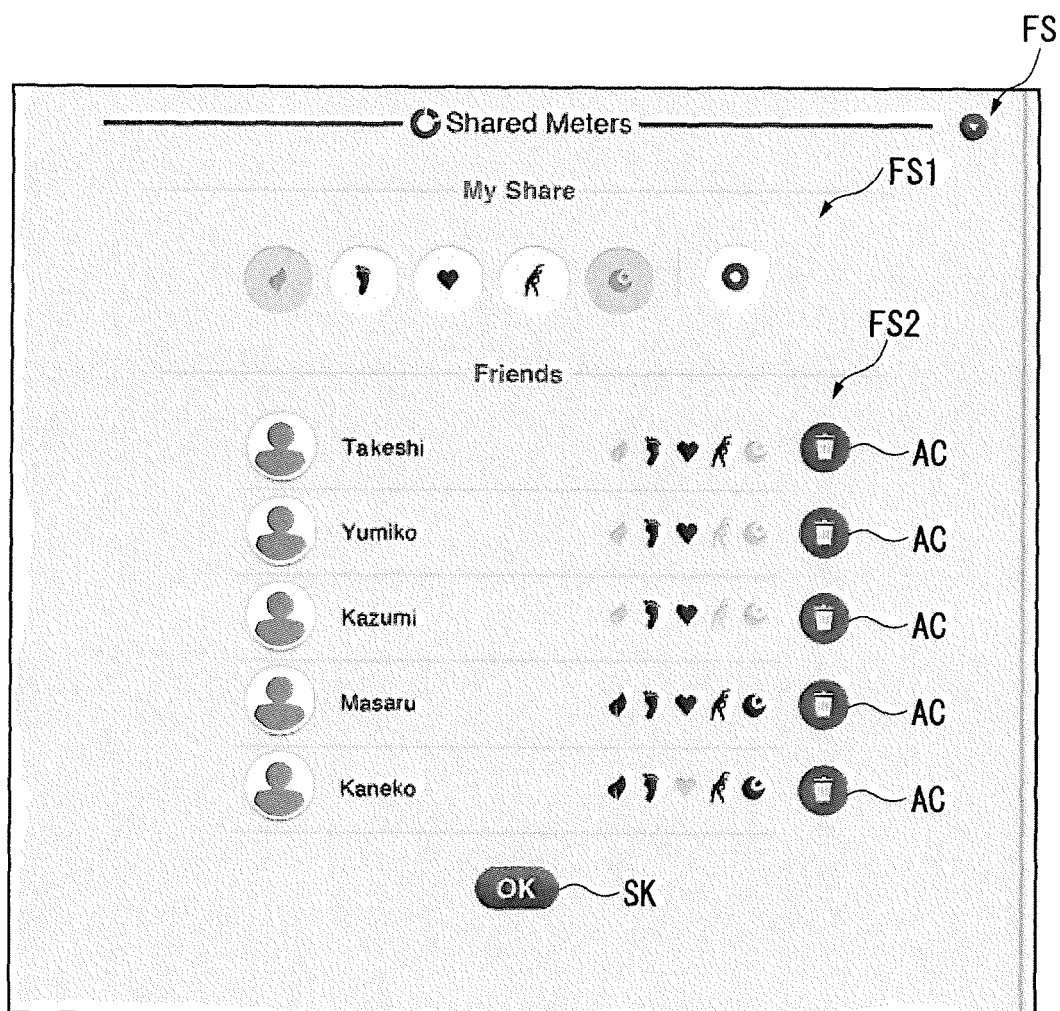 FS
Shared Meters
My Share
FS1
FS2
Friends
Takeshi
AC
Yumiko
AC
Kazumi
AC
Masaru
AC
Kaneko
AC
OK
SK